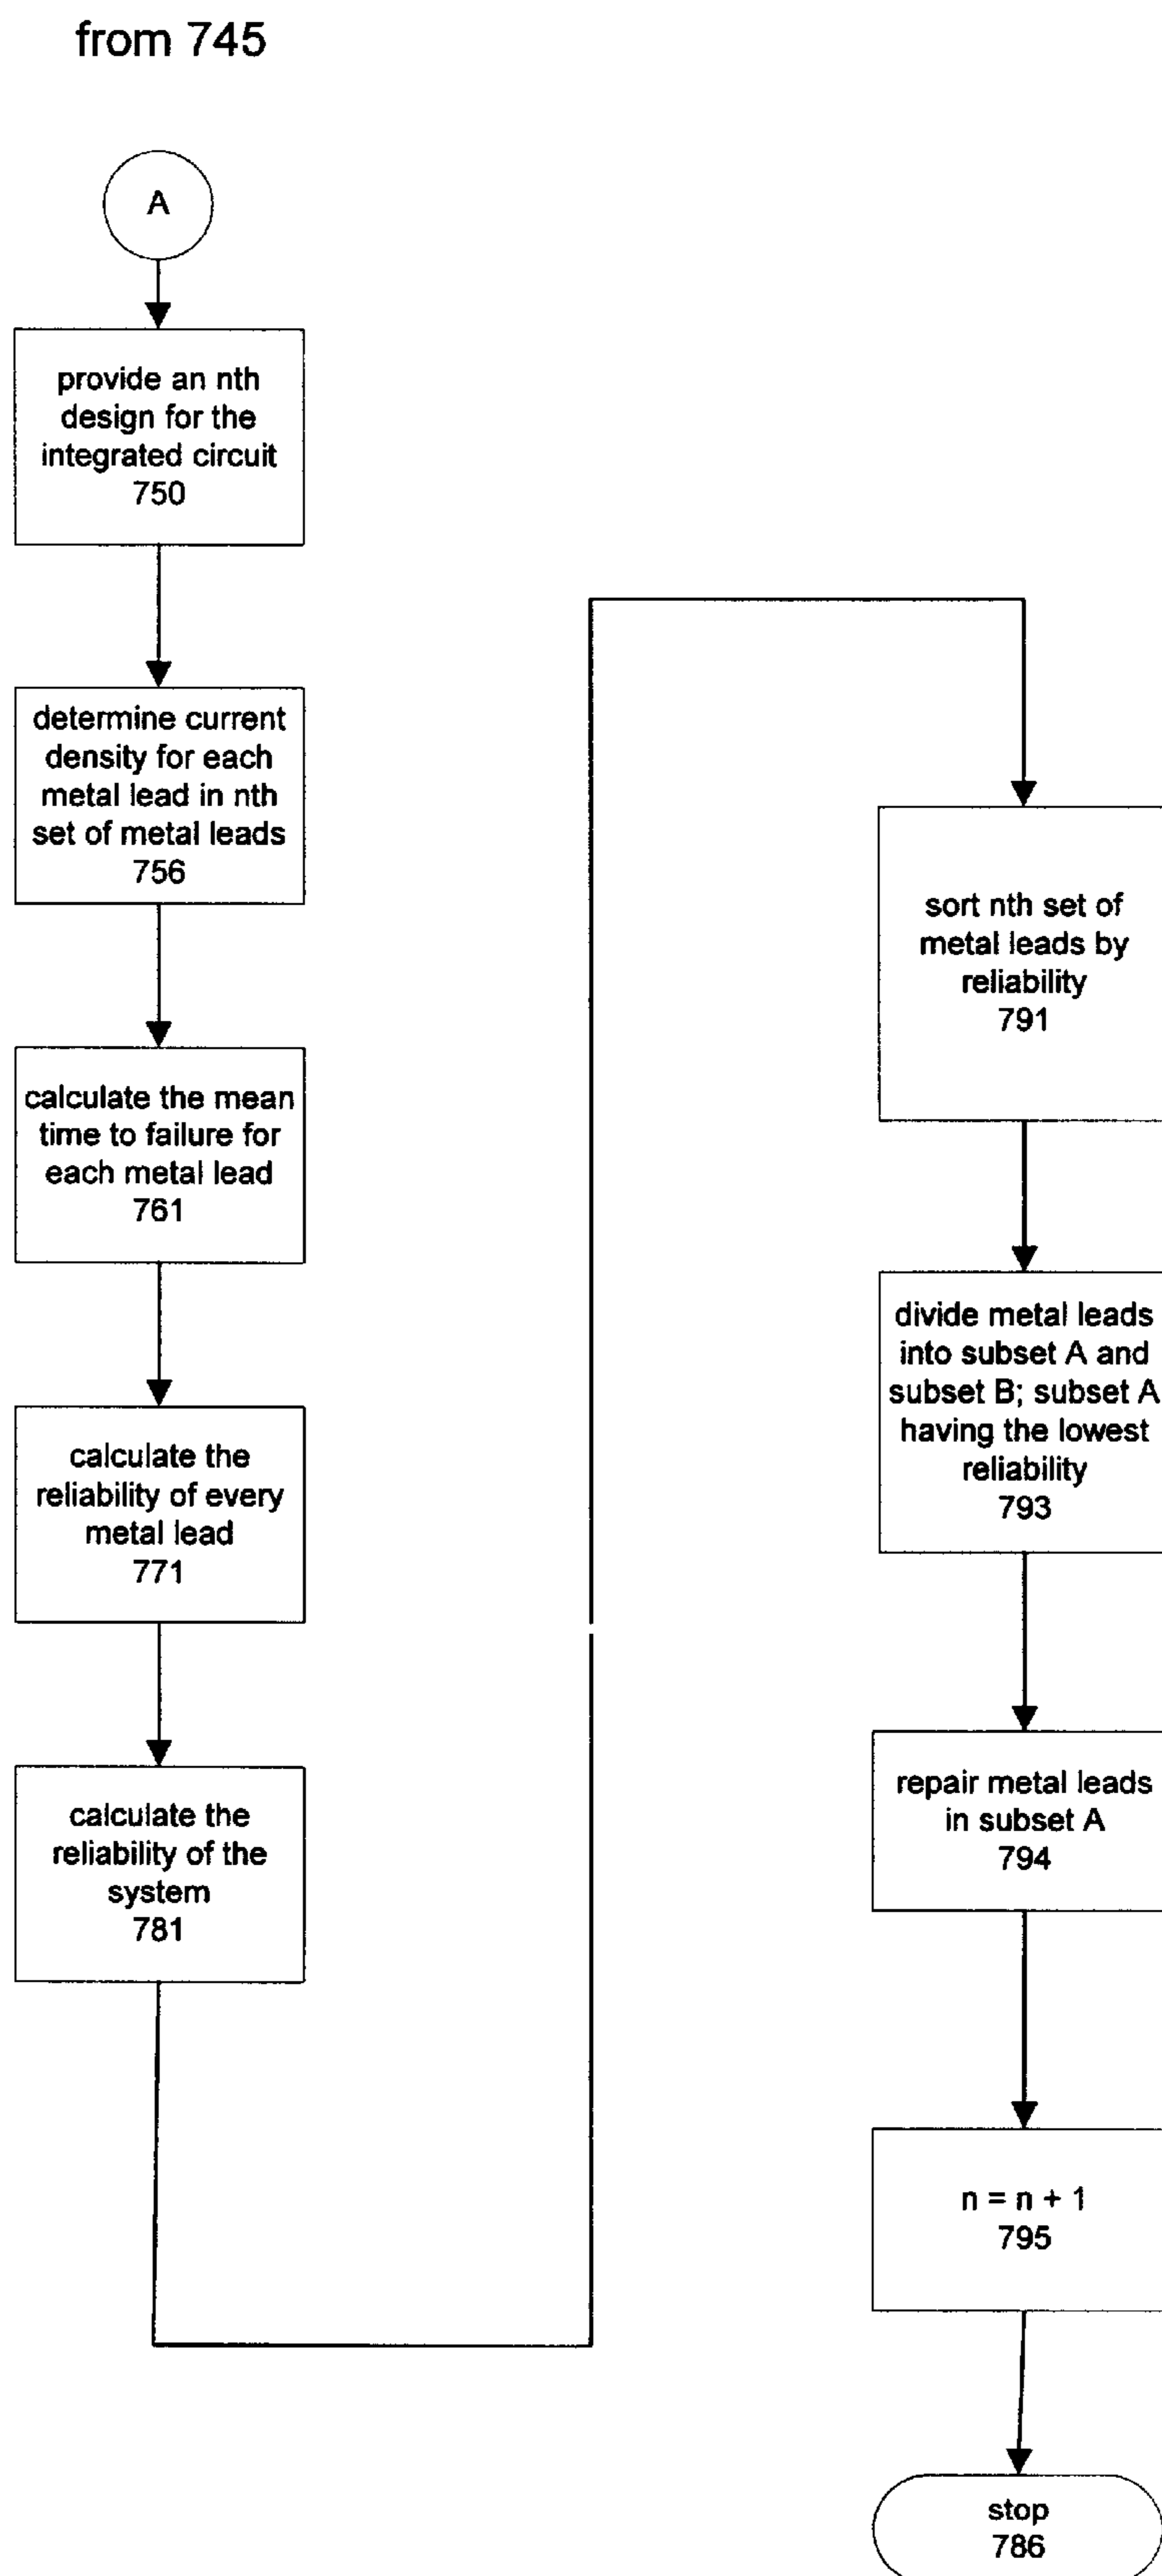 from 745
A
provide an nth
design for the
integrated circuit
750
determine current
density for each
metal lead in nth
set of metal leads
756
calculate the mean
time to failure for
each metal lead
761
calculate the
reliability of every
metal lead
771
calculate the
reliability of the
system
781
sort nth set of
metal leads by
reliability
791
divide metal leads
into subset A and
subset B; subset A
having the lowest
reliability
793
repair metal leads
in subset A
794
n = n + 1
795
stop
786